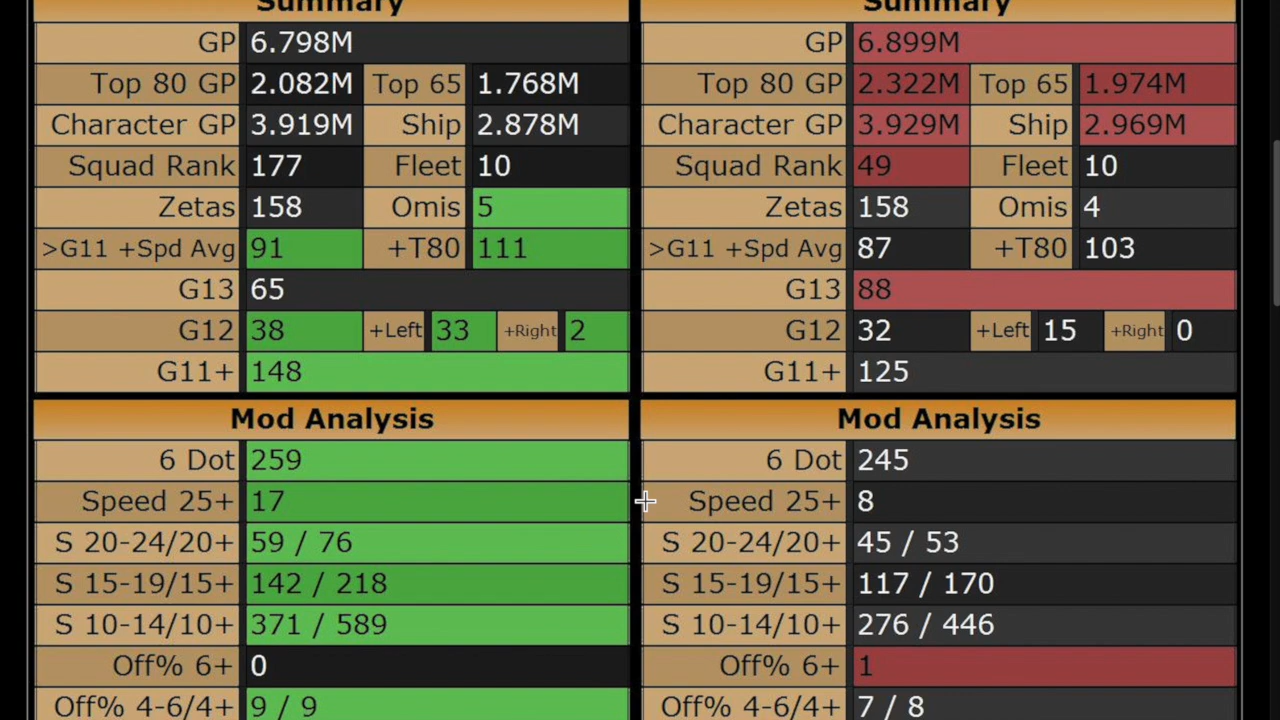 Summary Summary
GP 6.798M GP 6.899M
Top 80 GP 2.082M Top 65 1.768M Top 80 GP 2.322M Top 65 1.974M
Character GP 3.919M Ship 2.878M Character GP 3.929M Ship 2.969M
Squad Rank 177 Fleet 10 Squad Rank 49 Fleet 10
Zetas 158 Omis 5 Zetas 158 Omis 4
>G11 +Spd Avg 91 +T80 111 >G11 +Spd Avg 87 +T80 103
G13 65 G13 88
G12 38 +Left 33 +Right 2 G12 32 +Left 15 +Right 0
G11+ 148 G11+ 125
Mod Analysis Mod Analysis
6 Dot 259 6 Dot 245
Speed 25+ 17 Speed 25+ 8
S 20-24/20+ 59 / 76 S 20-24/20+ 45 / 53
S 15-19/15+ 142 / 218 S 15-19/15+ 117 / 170
S 10-14/10+ 371 / 589 S 10-14/10+ 276 / 446
Off% 6+ 0 Off% 6+ 1
Off% 4-6/4+ 9 / 9 Off% 4-6/4+ 7 / 8